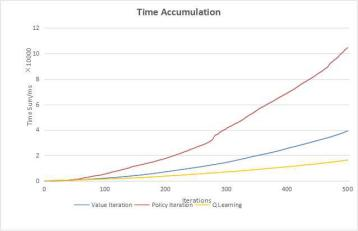 Time Accumulation
12
10
8
6
4
2
0
Time Sum/ms ×10000
0 100 200 300 400 500
Iterations
Value Iteration Policy Iteration Q Learning